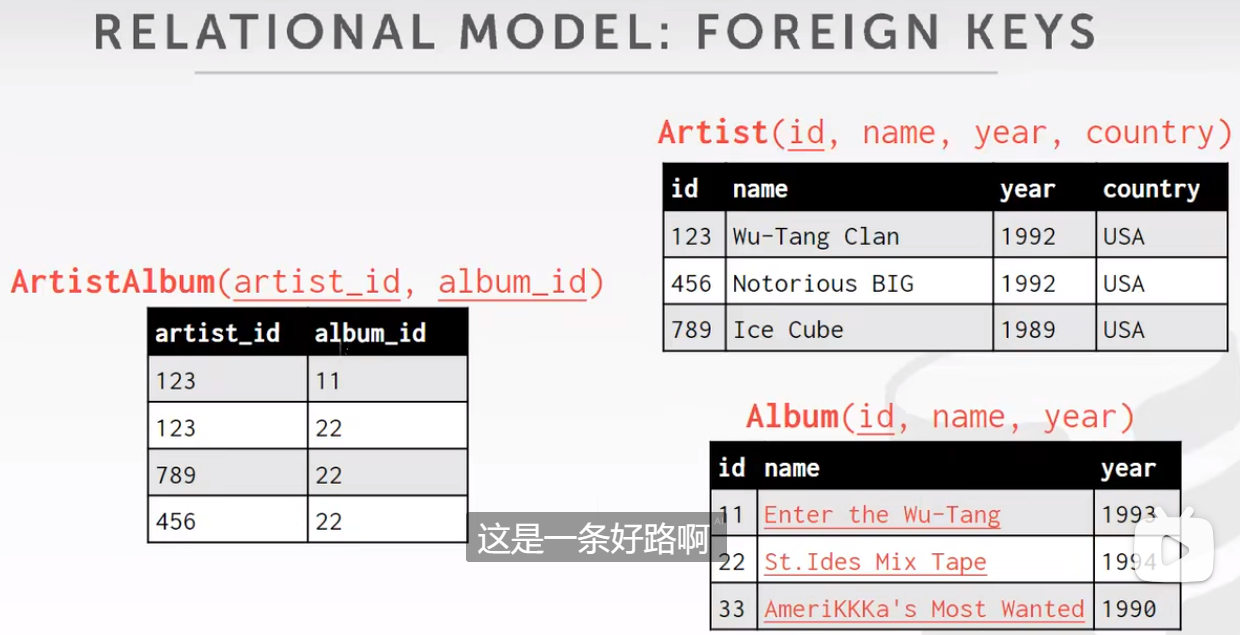 RELATIONAL MODEL: FOREIGN KEYS
Artist(id, name, year, country)
id name year country
123 Wu-Tang Clan 1992 USA
456 Notorious BIG 1992 USA
789 Ice Cube 1989 USA
ArtistAlbum(artist_id, album_id)
artist_id album_id
123 11
123 22
789 22
456 22
Album(id, name, year)
id name year
11 Enter the Wu-Tang 1993
22 St.Ides Mix Tape 1994
33 AmeriKKKa's Most Wanted 1990
这是一条好路啊